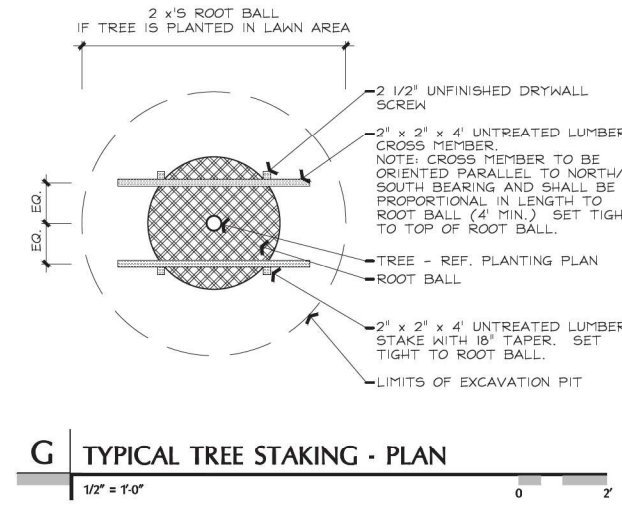 2 x'S ROOT BALL
IF TREE IS PLANTED IN LAWN AREA
2 1/2" UNFINISHED DRYWALL
SCREW
2" x 2" x 4' UNTREATED LUMBER
CROSS MEMBER.
NOTE: CROSS MEMBER TO BE
ORIENTED PARALLEL TO NORTH/
SOUTH BEARING AND SHALL BE
PROPORTIONAL IN LENGTH TO
ROOT BALL (4' MIN.) SET TIGH
TO TOP OF ROOT BALL.
EQ.
EQ.
TREE - REF. PLANTING PLAN
ROOT BALL
2" x 2" x 4' UNTREATED LUMBER
STAKE WITH 18" TAPER. SET
TIGHT TO ROOT BALL.
LIMITS OF EXCAVATION PIT
G TYPICAL TREE STAKING - PLAN
1/2" = 1'-0"
0 2'